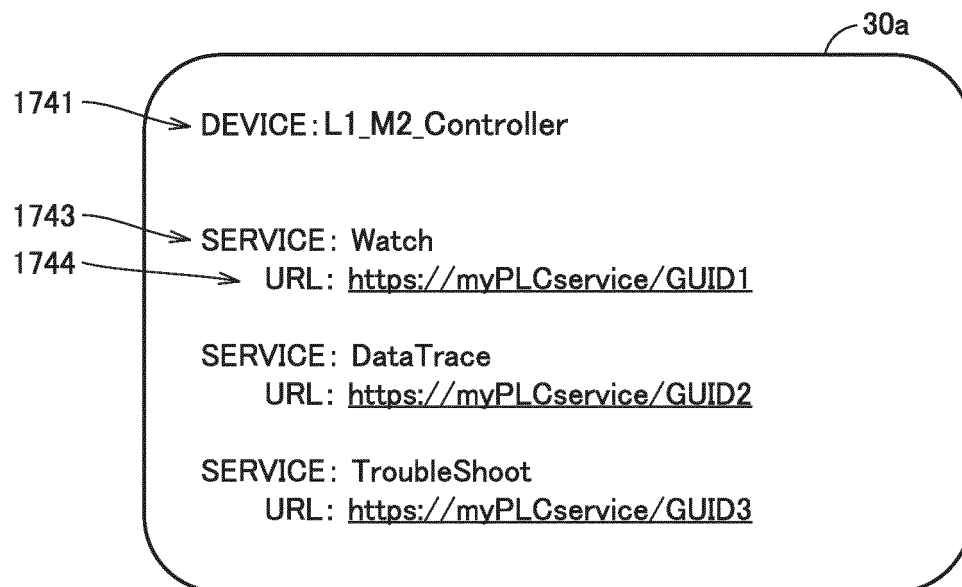 30a
1741
DEVICE: L1_M2_Controller
1743
SERVICE: Watch
1744
URL: https://myPLCservice/GUID1
SERVICE: DataTrace
URL: https://myPLCservice/GUID2
SERVICE: TroubleShoot
URL: https://myPLCservice/GUID3